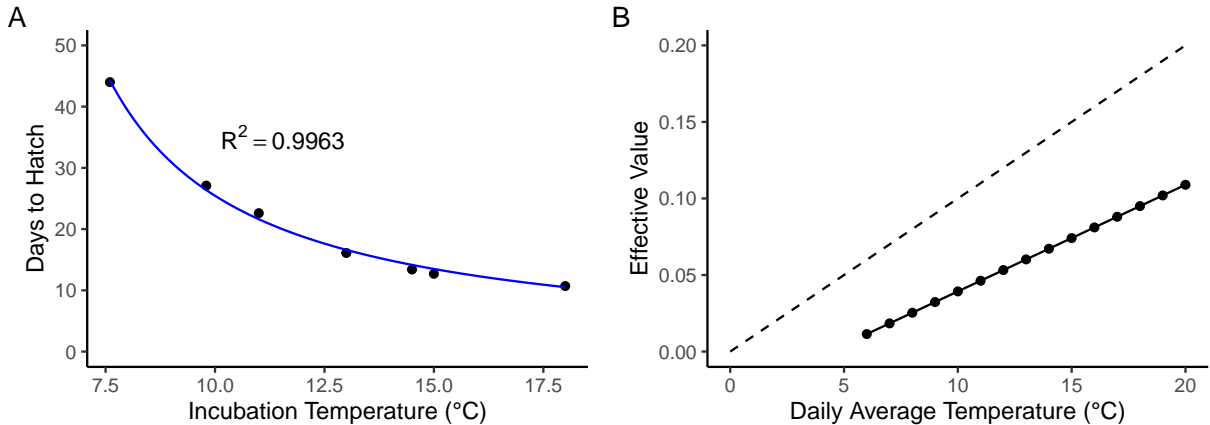 A
50
40
30
20
10
0
Days to Hatch
R² = 0.9963
7.5 10.0 12.5 15.0 17.5
Incubation Temperature (°C)
B
0.20
0.15
0.10
0.05
0.00
Effective Value
0 5 10 15 20
Daily Average Temperature (°C)